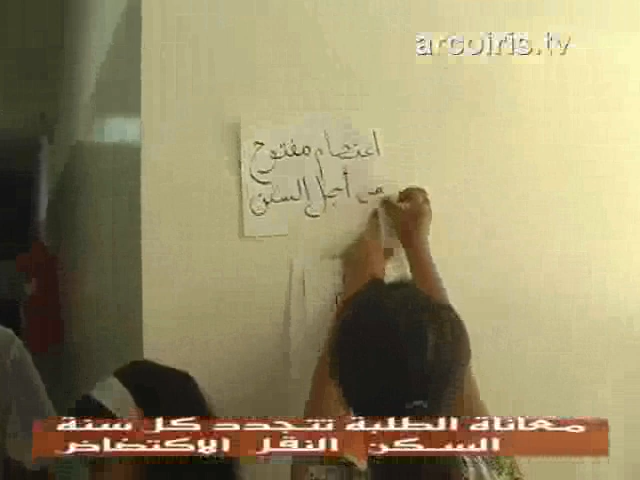 arcoiris.tv
اعتصام مفتوح
من أجل السكن
معاناة الطلبة تتجدد كل سنة
السكن النقل الاكتضاض